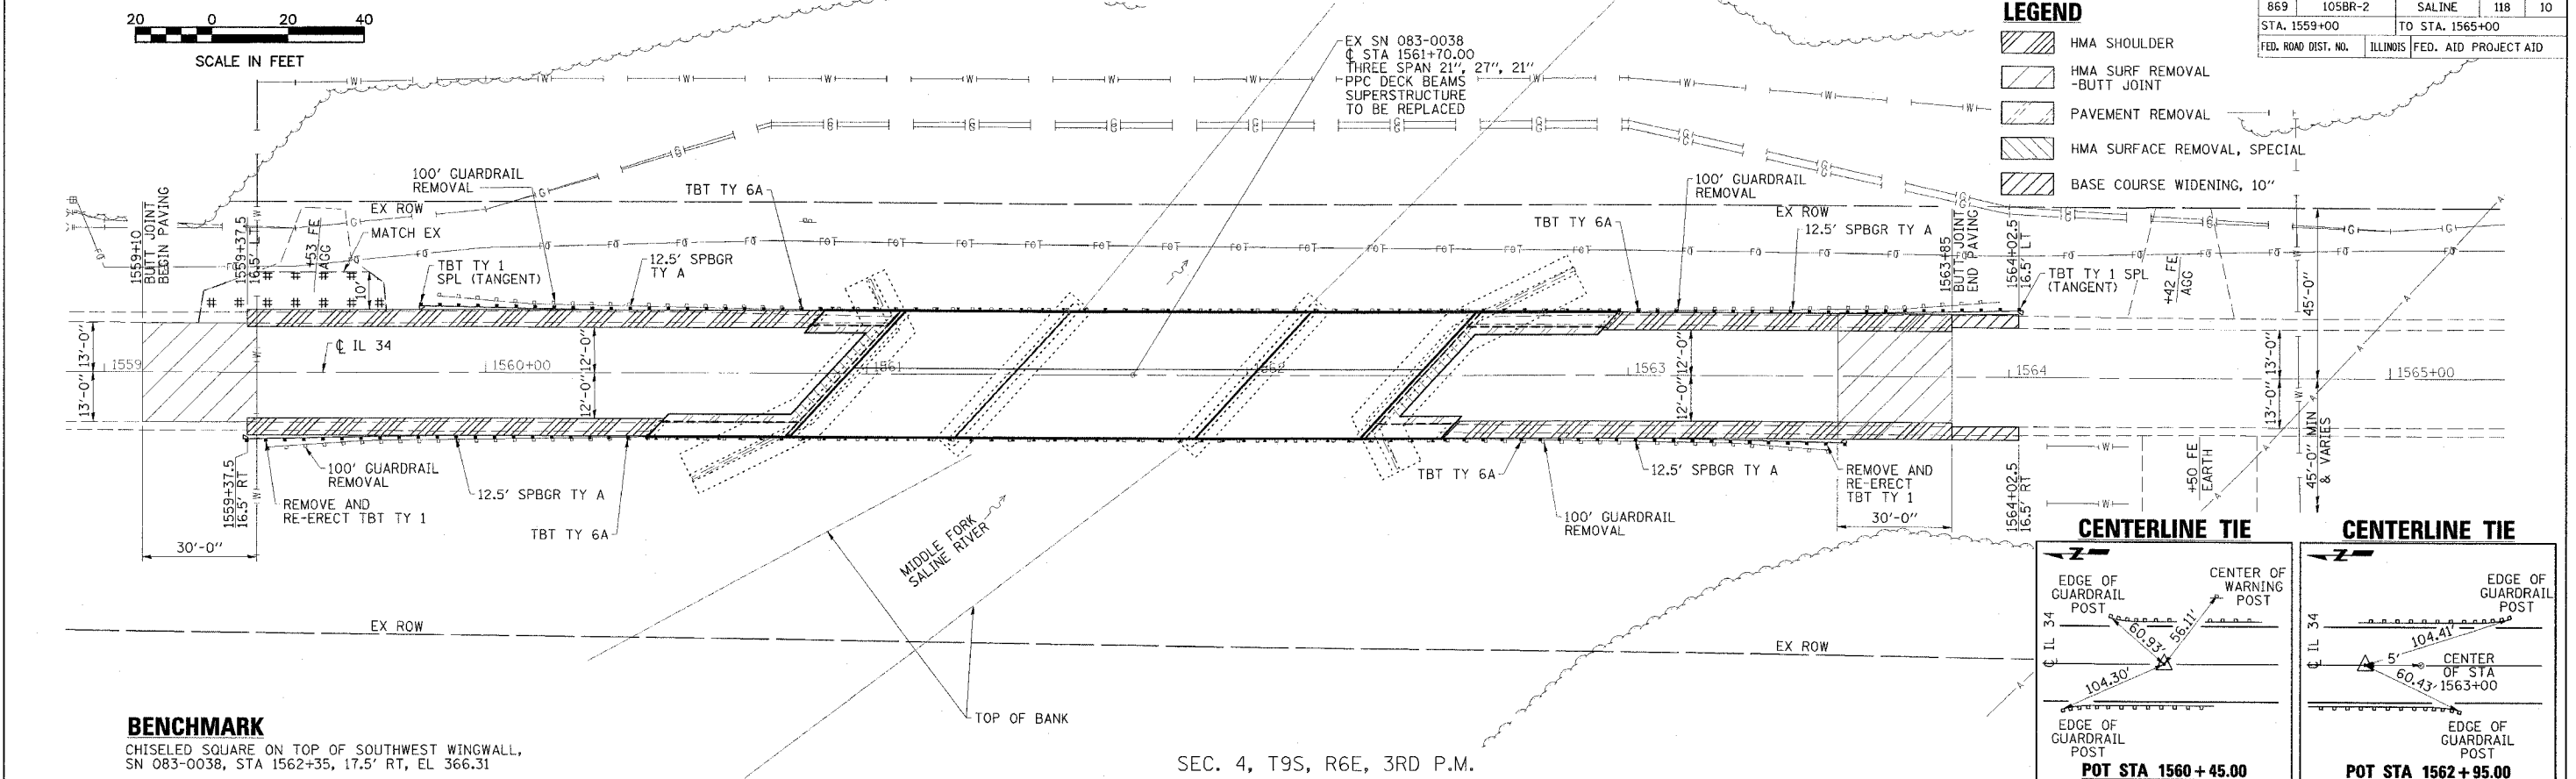 20 0 20 40
SCALE IN FEET
EX SN 083-0038
℄ STA 1561+70.00
THREE SPAN 21", 27", 21"
PPC DECK BEAMS
SUPERSTRUCTURE
TO BE REPLACED
LEGEND
HMA SHOULDER
HMA SURF REMOVAL
-BUTT JOINT
PAVEMENT REMOVAL
HMA SURFACE REMOVAL, SPECIAL
BASE COURSE WIDENING, 10"
869 105BR-2 SALINE 118 10
STA. 1559+00 TO STA. 1565+00
FED. ROAD DIST. NO. ILLINOIS FED. AID PROJECT AID
1559+10
BUTT JOINT
BEGIN PAVING
1559+37.5
16.5' LT
+53 FE
AGG
EX ROW
MATCH EX
10'
100' GUARDRAIL
REMOVAL
TBT TY 1
SPL (TANGENT)
12.5' SPBGR
TY A
TBT TY 6A
TBT TY 6A
100' GUARDRAIL
REMOVAL
EX ROW
12.5' SPBGR TY A
1563+85
BUTT JOINT
END PAVING
1564+02.5
16.5' LT
TBT TY 1 SPL
(TANGENT)
+42 FE
AGG
45'-0"
13'-0" 13'-0"
1559
℄ IL 34
1560+00
12'-0" 12'-0"
1561
1562
1563
12'-0" 12'-0"
1564
13'-0" 13'-0"
1565+00
1559+37.5
16.5' RT
30'-0"
100' GUARDRAIL
REMOVAL
REMOVE AND
RE-ERECT TBT TY 1
12.5' SPBGR TY A
TBT TY 6A
MIDDLE FORK
SALINE RIVER
TBT TY 6A
100' GUARDRAIL
REMOVAL
12.5' SPBGR TY A
REMOVE AND
RE-ERECT
TBT TY 1
30'-0"
1564+02.5
16.5' RT
+50 FE
EARTH
45'-0" MIN
& VARIES
EX ROW
EX ROW
TOP OF BANK
BENCHMARK
CHISELED SQUARE ON TOP OF SOUTHWEST WINGWALL,
SN 083-0038, STA 1562+35, 17.5' RT, EL 366.31
SEC. 4, T9S, R6E, 3RD P.M.
CENTERLINE TIE
Z
EDGE OF
GUARDRAIL
POST
CENTER OF
WARNING
POST
℄ IL 34
60.93'
56.11'
104.30'
EDGE OF
GUARDRAIL
POST
POT STA 1560+45.00
CENTERLINE TIE
Z
EDGE OF
GUARDRAIL
POST
℄ IL 34
104.41'
5'
CENTER
OF STA
1563+00
60.43'
EDGE OF
GUARDRAIL
POST
POT STA 1562+95.00